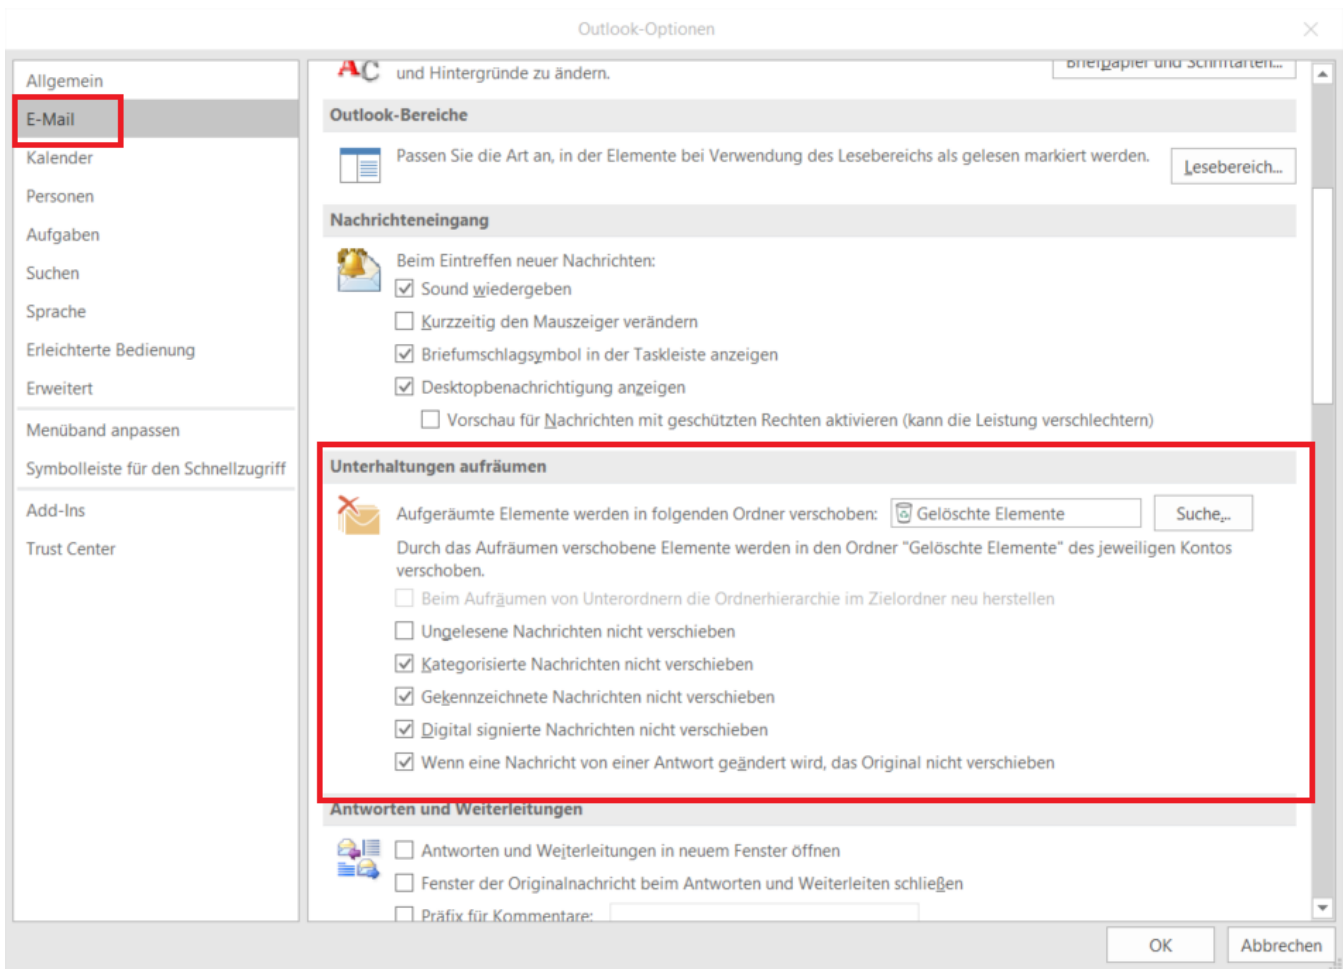 Outlook-Optionen
Allgemein
E-Mail
Kalender
Personen
Aufgaben
Suchen
Sprache
Erleichterte Bedienung
Erweitert
Menüband anpassen
Symbolleiste für den Schnellzugriff
Add-Ins
Trust Center
und Hintergründe zu ändern.
Briefpapier und Schriftarten...
Outlook-Bereiche
Passen Sie die Art an, in der Elemente bei Verwendung des Lesebereichs als gelesen markiert werden.
Lesebereich...
Nachrichteneingang
Beim Eintreffen neuer Nachrichten:
Sound wiedergeben
Kurzzeitig den Mauszeiger verändern
Briefumschlagsymbol in der Taskleiste anzeigen
Desktopbenachrichtigung anzeigen
Vorschau für Nachrichten mit geschützten Rechten aktivieren (kann die Leistung verschlechtern)
Unterhaltungen aufräumen
Aufgeräumte Elemente werden in folgenden Ordner verschoben: Gelöschte Elemente Suche...
Durch das Aufräumen verschobene Elemente werden in den Ordner "Gelöschte Elemente" des jeweiligen Kontos
verschoben.
Beim Aufräumen von Unterordnern die Ordnerhierarchie im Zielordner neu herstellen
Ungelesene Nachrichten nicht verschieben
Kategorisierte Nachrichten nicht verschieben
Gekennzeichnete Nachrichten nicht verschieben
Digital signierte Nachrichten nicht verschieben
Wenn eine Nachricht von einer Antwort geändert wird, das Original nicht verschieben
Antworten und Weiterleitungen
Antworten und Weiterleitungen in neuem Fenster öffnen
Fenster der Originalnachricht beim Antworten und Weiterleiten schließen
Präfix für Kommentare:
OK
Abbrechen